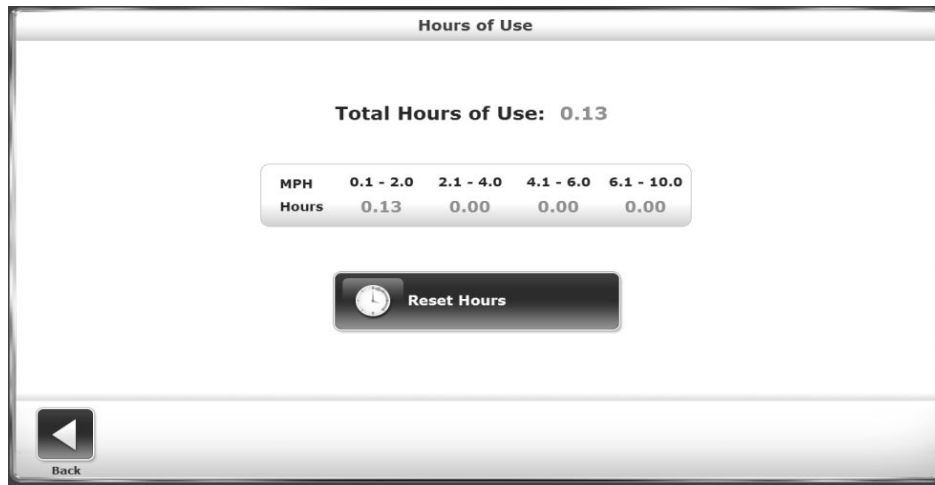 Hours of Use
Total Hours of Use: 0.13
MPH 0.1 - 2.0 2.1 - 4.0 4.1 - 6.0 6.1 - 10.0
Hours 0.13 0.00 0.00 0.00
Reset Hours
Back